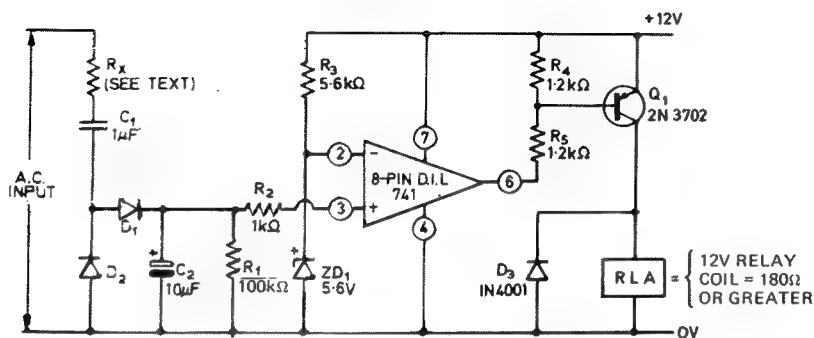 +12V
Rx
(SEE TEXT)
C1
1µF
A.C.
INPUT
D1
D2
C2
10µF
+
R1
100kΩ
R2
1kΩ
R3
5·6kΩ
2
3
-
+
8-PIN D.I.L
741
7
4
6
+
ZD1
5·6V
R4
1·2kΩ
R5
1·2kΩ
Q1
2N 3702
D3
IN4001
RLA
=
12V RELAY
COIL = 180Ω
OR GREATER
0V